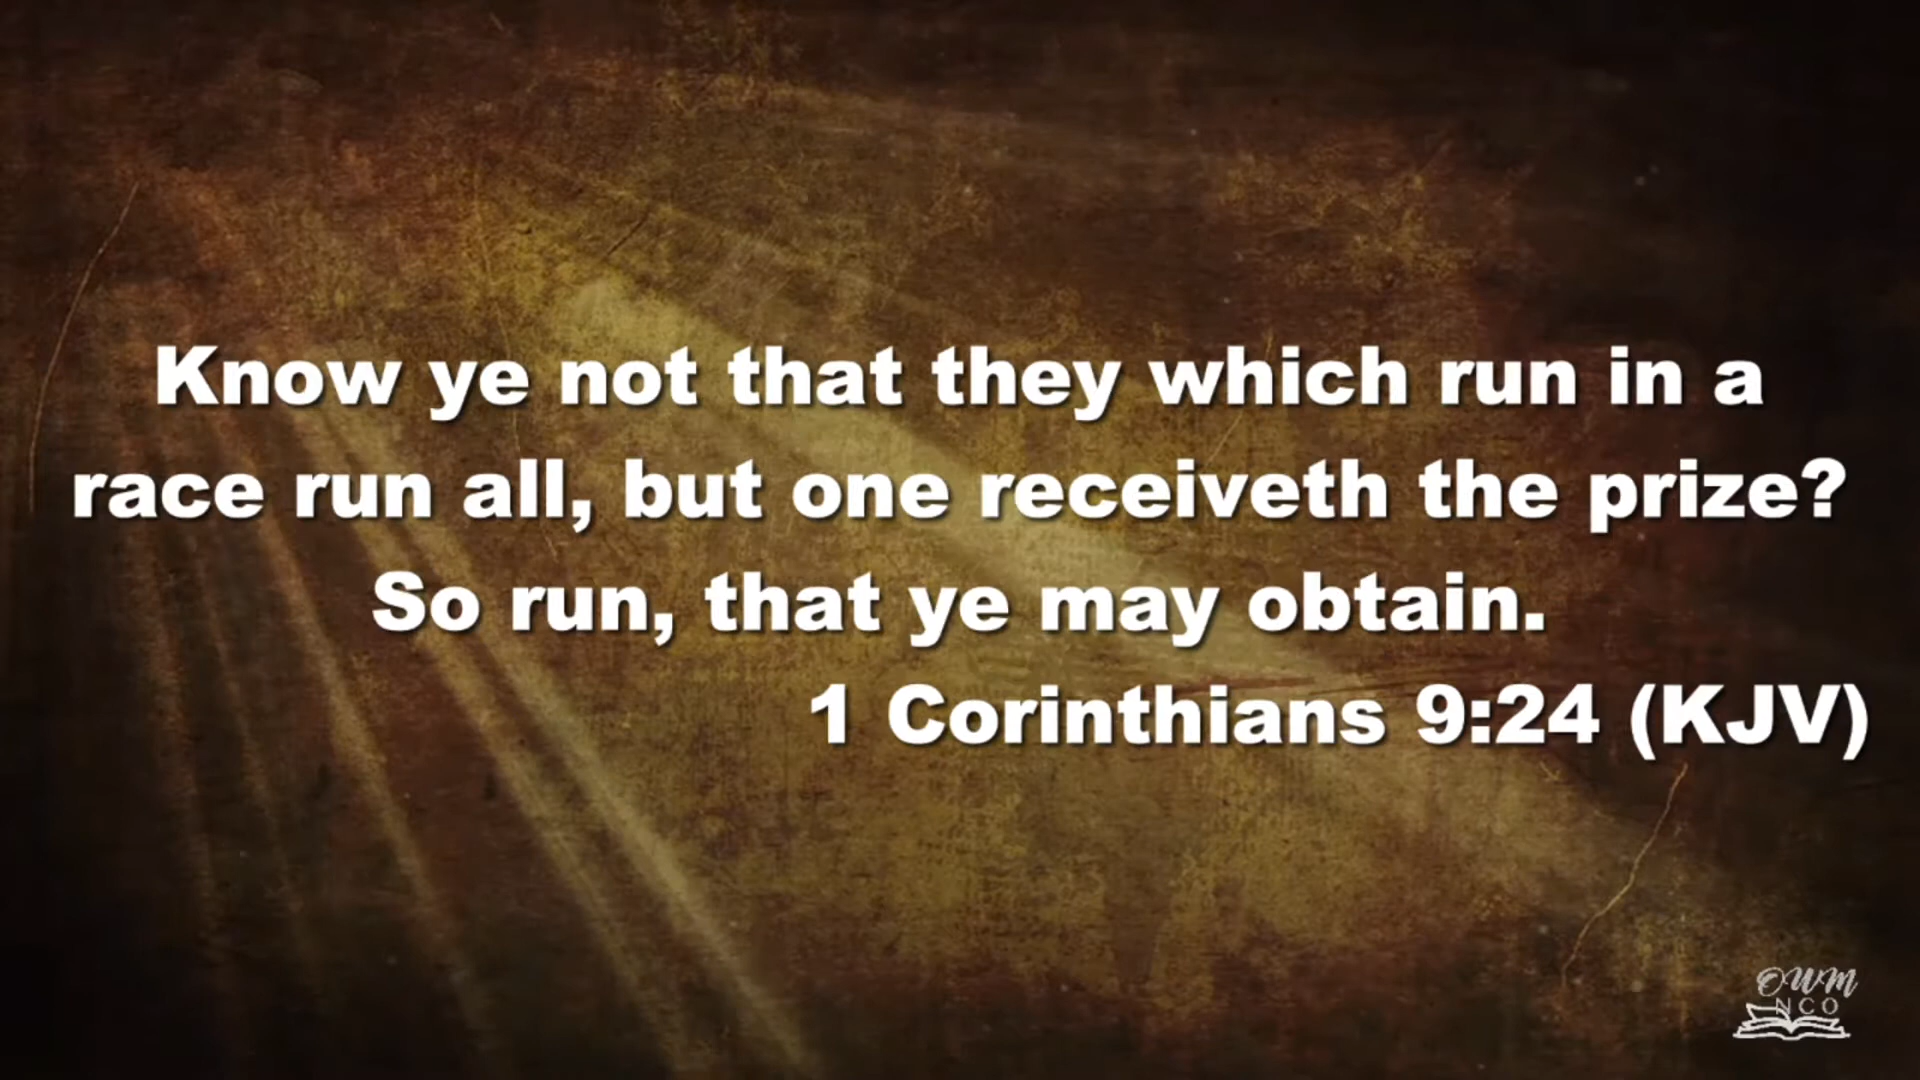 Know ye not that they which run in a
race run all, but one receiveth the prize?
So run, that ye may obtain.
1 Corinthians 9:24 (KJV)
OWM
NCO